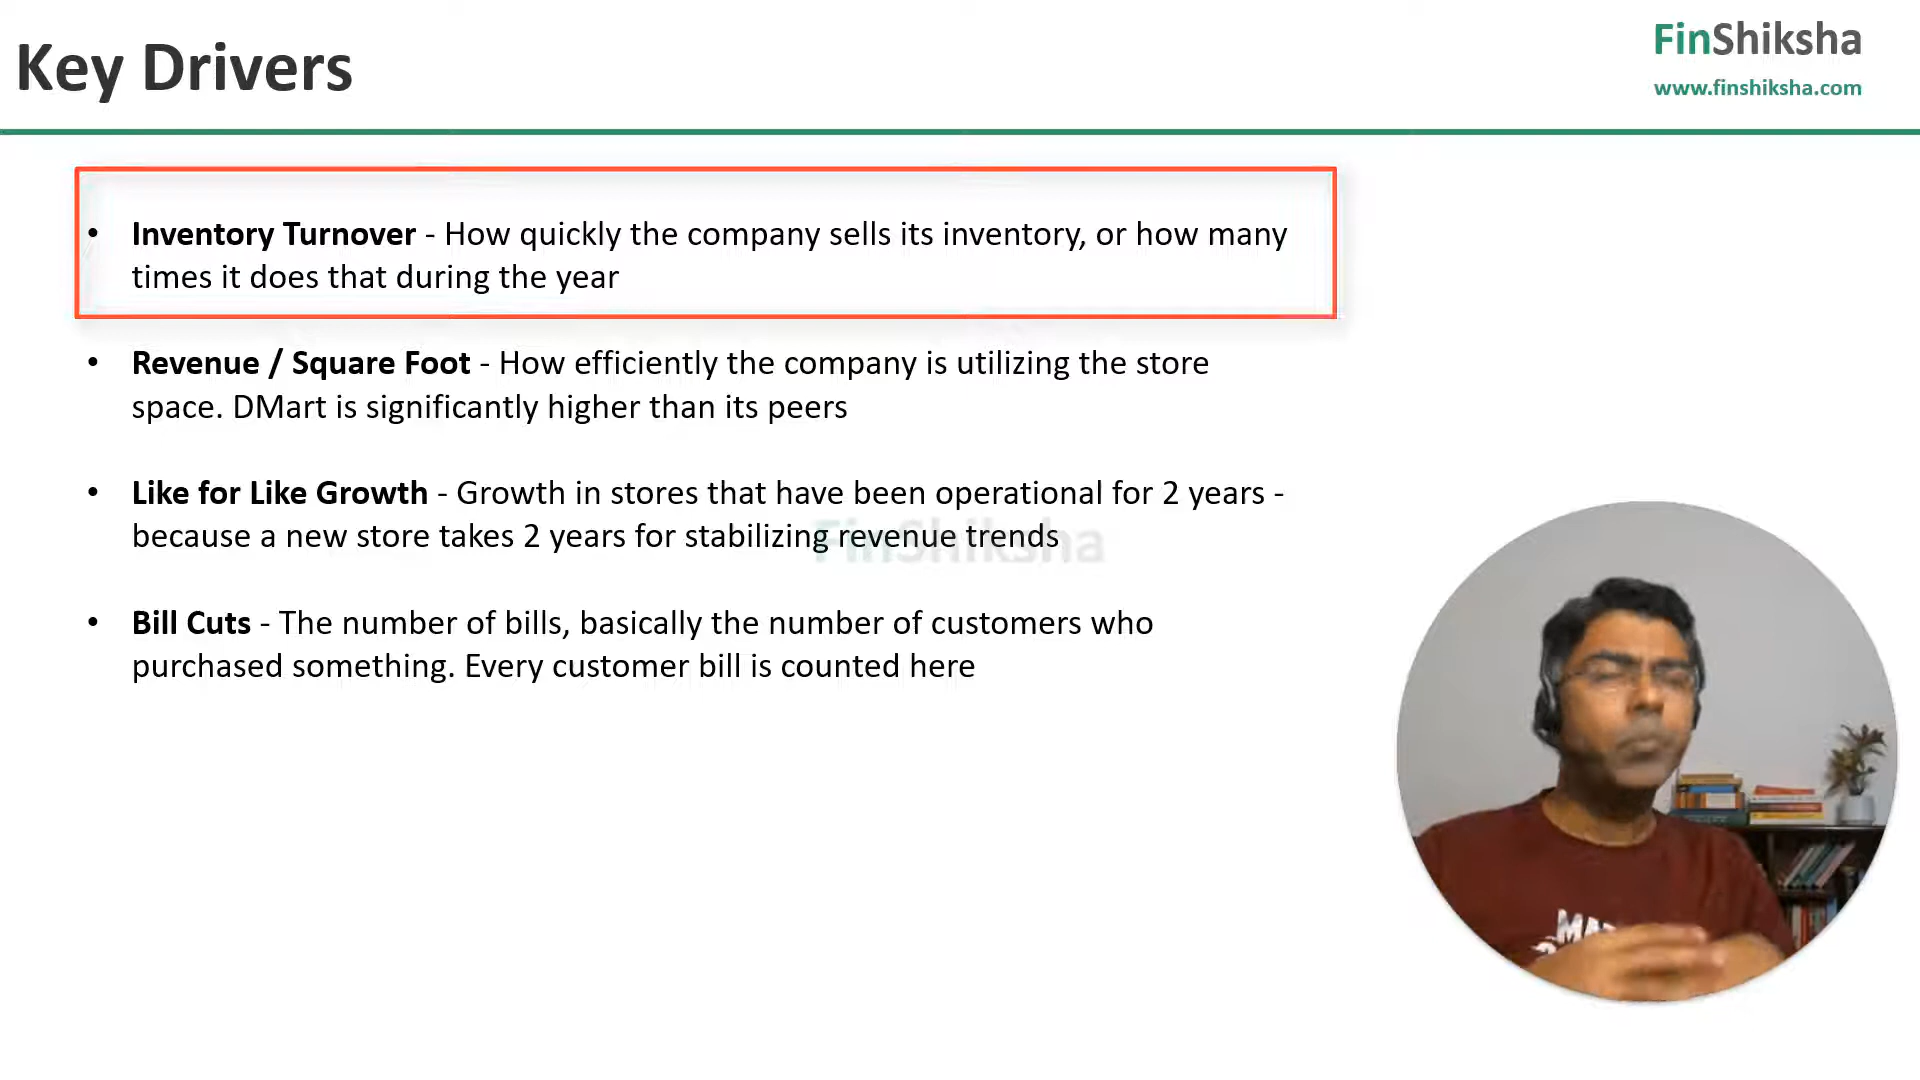 Key Drivers
FinShiksha
www.finshiksha.com
• Inventory Turnover - How quickly the company sells its inventory, or how many
times it does that during the year
• Revenue / Square Foot - How efficiently the company is utilizing the store
space. DMart is significantly higher than its peers
• Like for Like Growth - Growth in stores that have been operational for 2 years -
because a new store takes 2 years for stabilizing revenue trends
FinShiksha
• Bill Cuts - The number of bills, basically the number of customers who
purchased something. Every customer bill is counted here